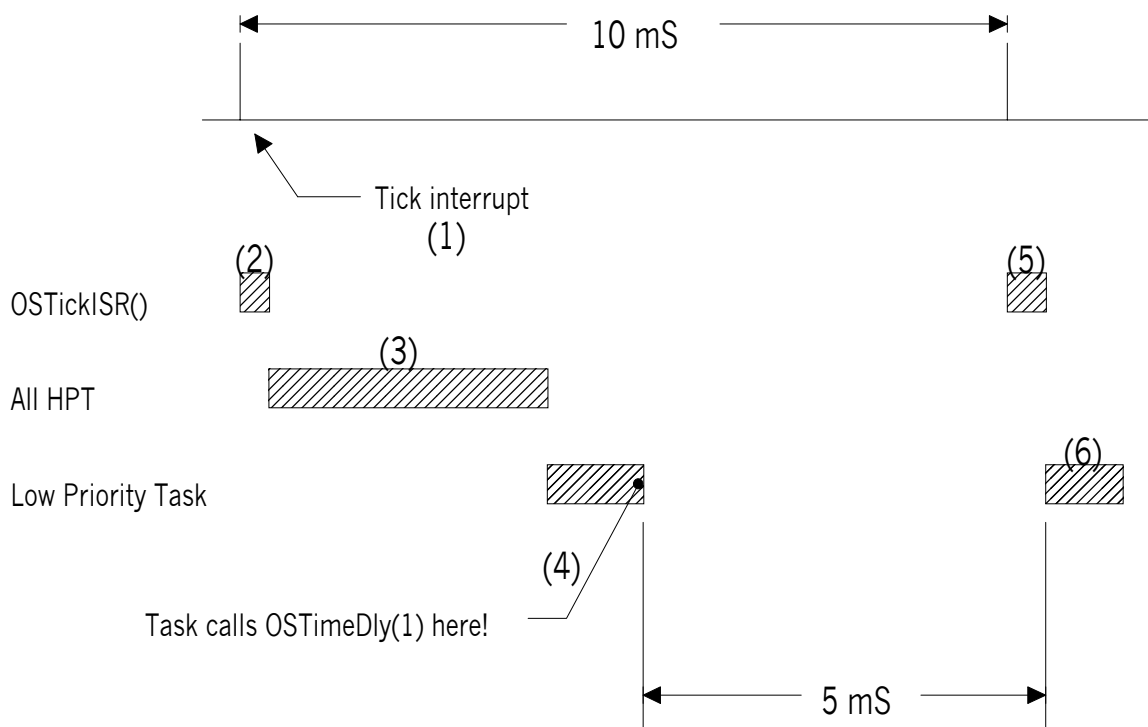 10 mS
Tick interrupt
(1)
(2)
(5)
OSTickISR()
(3)
All HPT
(6)
Low Priority Task
(4)
Task calls OSTimeDly(1) here!
5 mS